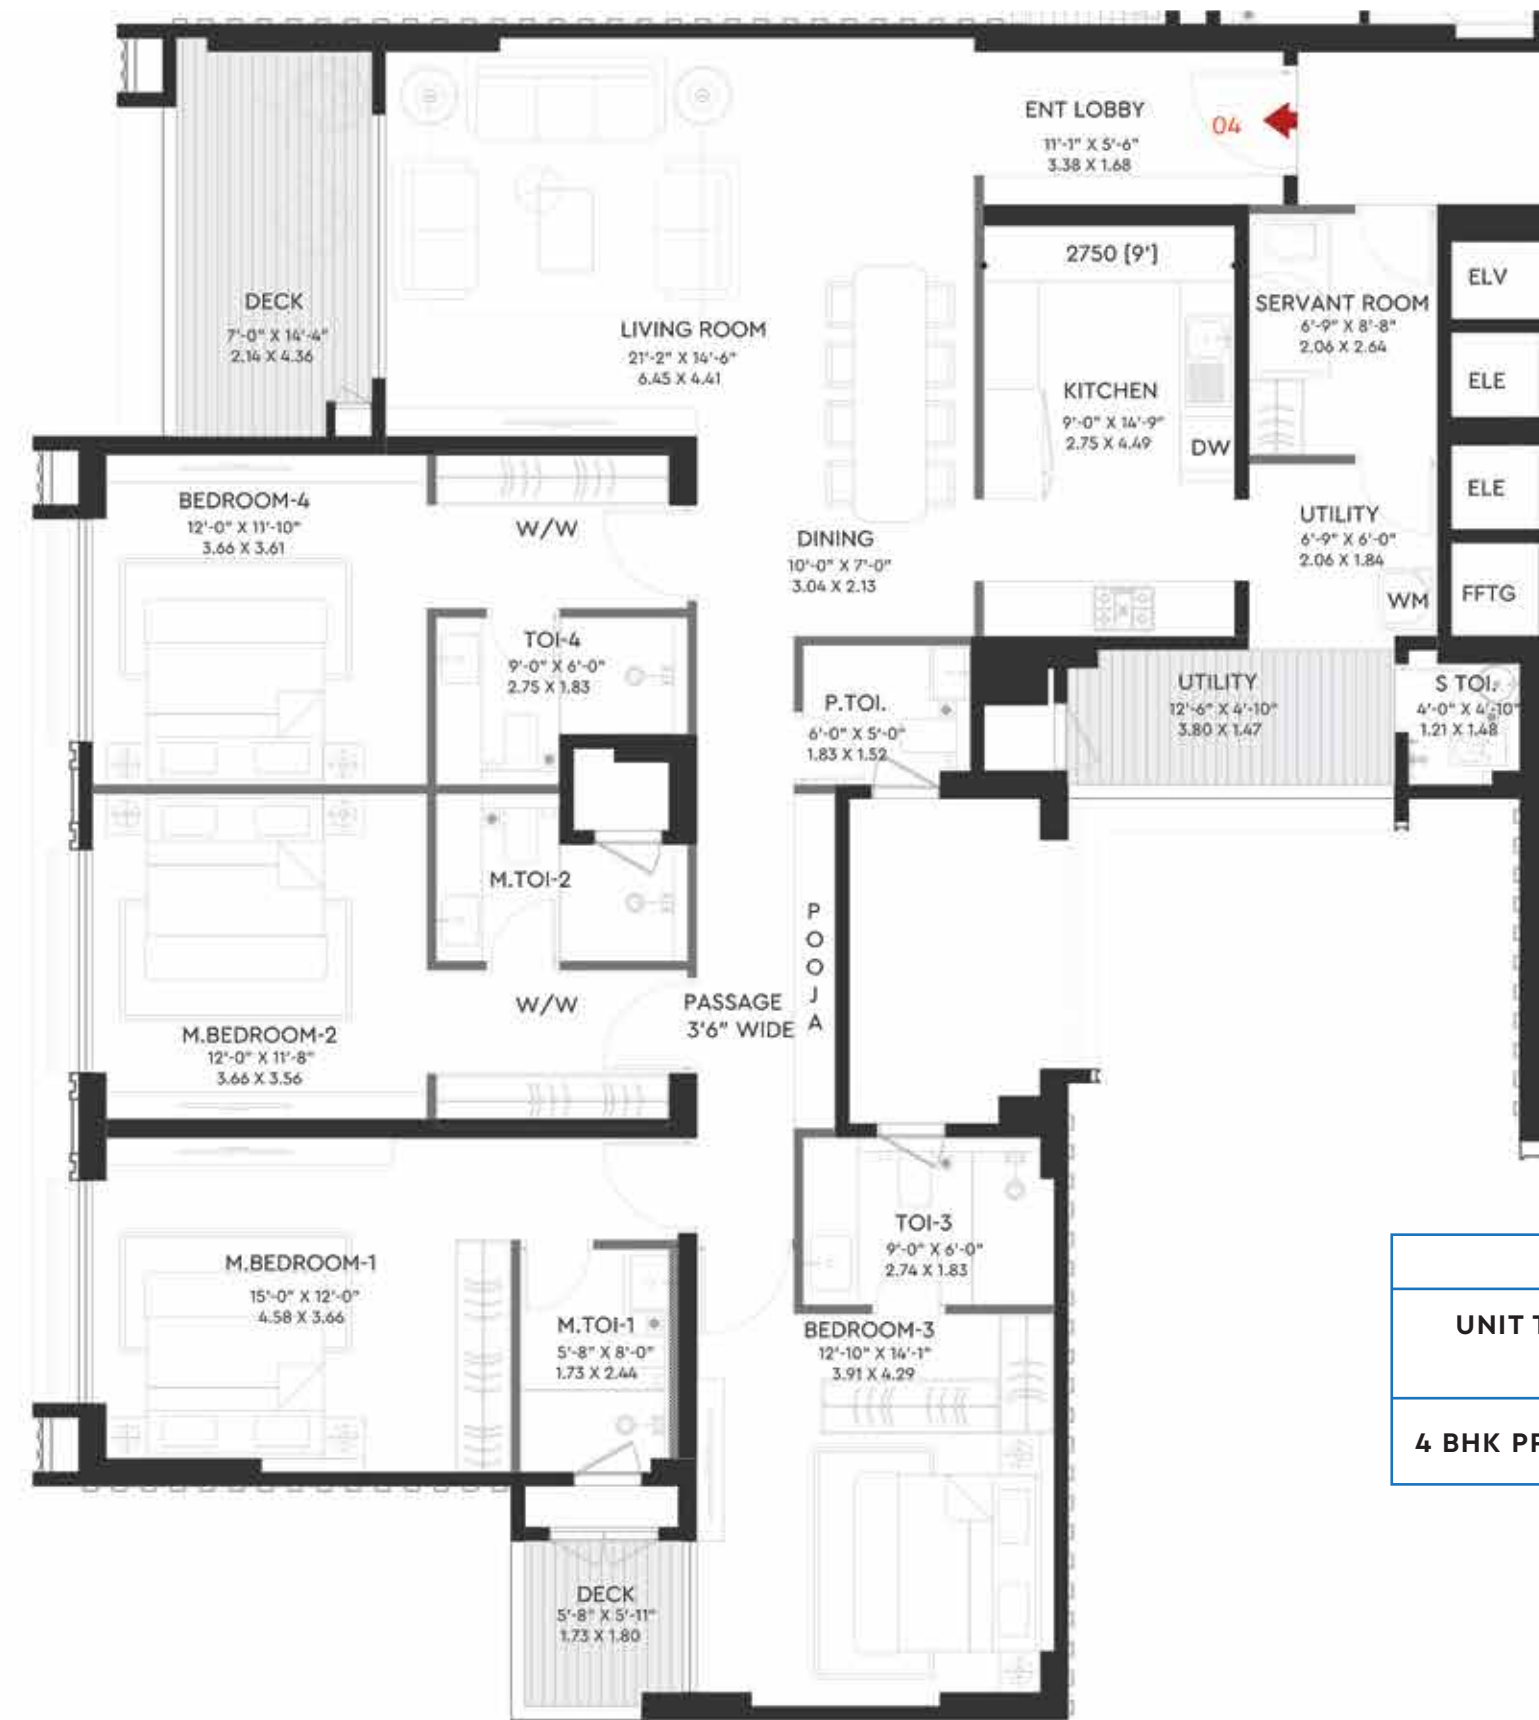 ENT LOBBY
11'-1" X 5'-6"
3.38 X 1.68
04
2750 [9']
DECK
7'-0" X 14'-4"
2.14 X 4.36
LIVING ROOM
21'-2" X 14'-6"
6.45 X 4.41
KITCHEN
9'-0" X 14'-9"
2.75 X 4.49
DW
SERVANT ROOM
6'-9" X 8'-8"
2.06 X 2.64
ELV
ELE
ELE
FFTG
BEDROOM-4
12'-0" X 11'-10"
3.66 X 3.61
W/W
DINING
10'-0" X 7'-0"
3.04 X 2.13
UTILITY
6'-9" X 6'-0"
2.06 X 1.84
WM
TOI-4
9'-0" X 6'-0"
2.75 X 1.83
P.TOI.
6'-0" X 5'-0"
1.83 X 1.52
UTILITY
12'-6" X 4'-10"
3.80 X 1.47
S TOI.
4'-0" X 4'-10"
1.21 X 1.48
M.TOI-2
POOJA
W/W
PASSAGE
3'6" WIDE
M.BEDROOM-2
12'-0" X 11'-8"
3.66 X 3.56
TOI-3
9'-0" X 6'-0"
2.74 X 1.83
M.BEDROOM-1
15'-0" X 12'-0"
4.58 X 3.66
M.TOI-1
5'-8" X 8'-0"
1.73 X 2.44
BEDROOM-3
12'-10" X 14'-1"
3.91 X 4.29
DECK
5'-8" X 5'-11"
1.73 X 1.80
UNIT T
4 BHK PR